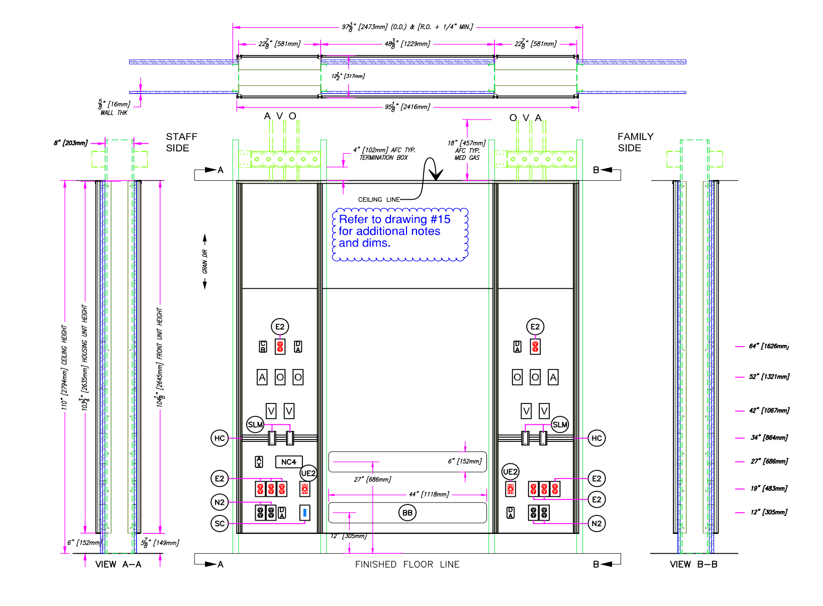 97 3/8" [2473mm] (O.D.) & [R.O. + 1/4" MIN.]
22 7/8" [581mm]
48 3/8" [1229mm]
22 7/8" [581mm]
12 1/2" [317mm]
5/8" [16mm]
WALL THK
95 1/8" [2416mm]
8" [203mm]
STAFF
SIDE
A V O
4" [102mm] AFC TYP.
TERMINATION BOX
18" [457mm]
AFC TYP.
MED GAS
O V A
FAMILY
SIDE
A
B
CEILING LINE
Refer to drawing #15
for additional notes
and dims.
GRAIN DIR
110" [2794mm] CEILING HEIGHT
103 3/4" [2635mm] HOUSING UNIT HEIGHT
104 1/8" [2645mm] FRONT UNIT HEIGHT
E2
E2
C B
D A
D A
64" [1626mm]
A O O
O O A
52" [1321mm]
V V
V V
42" [1067mm]
SLM
SLM
HC
HC
34" [864mm]
A X
NC4
UE2
6" [152mm]
UE2
27" [686mm]
27" [686mm]
E2
E2
44" [1118mm]
19" [483mm]
N2
E2
D A
BB
D A
12" [305mm]
SC
N2
12" [305mm]
6" [152mm]
5 7/8" [149mm]
VIEW A-A
A
FINISHED FLOOR LINE
B
VIEW B-B